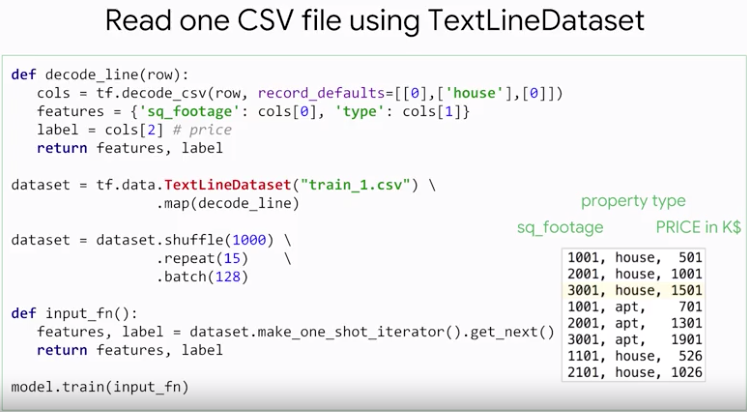 Read one CSV file using TextLineDataset
def decode_line(row):
cols = tf.decode_csv(row, record_defaults=[[0],['house'],[0]])
features = {'sq_footage': cols[0], 'type': cols[1]}
label = cols[2] # price
return features, label
dataset = tf.data.TextLineDataset("train_1.csv") \
.map(decode_line)
dataset = dataset.shuffle(1000) \
.repeat(15) \
.batch(128)
def input_fn():
features, label = dataset.make_one_shot_iterator().get_next()
return features, label
model.train(input_fn)
property type
sq_footage PRICE in K$
1001, house, 501
2001, house, 1001
3001, house, 1501
1001, apt, 701
2001, apt, 1301
3001, apt, 1901
1101, house, 526
2101, house, 1026